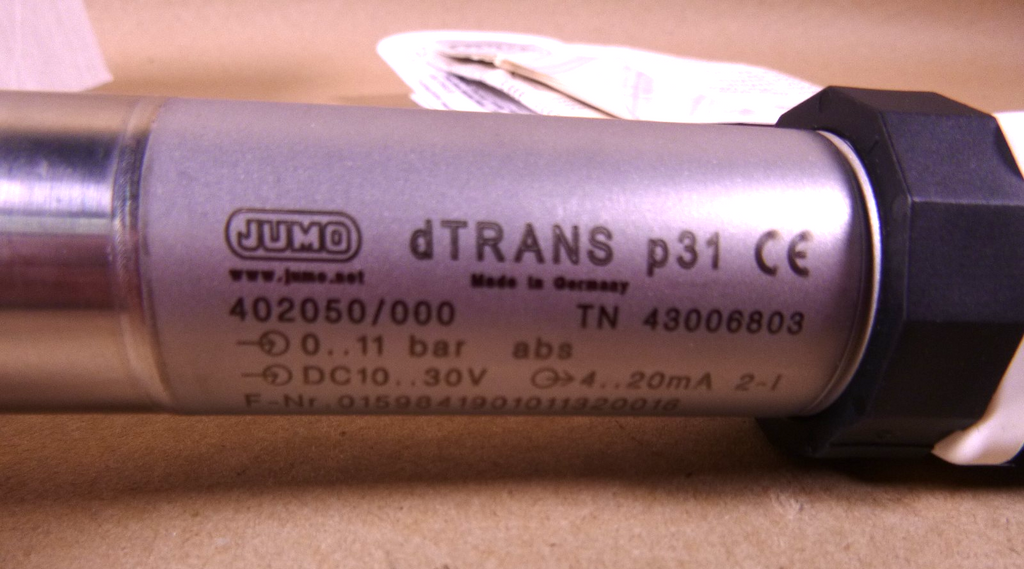 JUMO dTRANS p31 CE
www.jumo.net Made in Germany
402050/000 TN 43006803
0..11 bar abs
DC10..30V 4..20mA 2-I
F-Nr.0159841901011320016